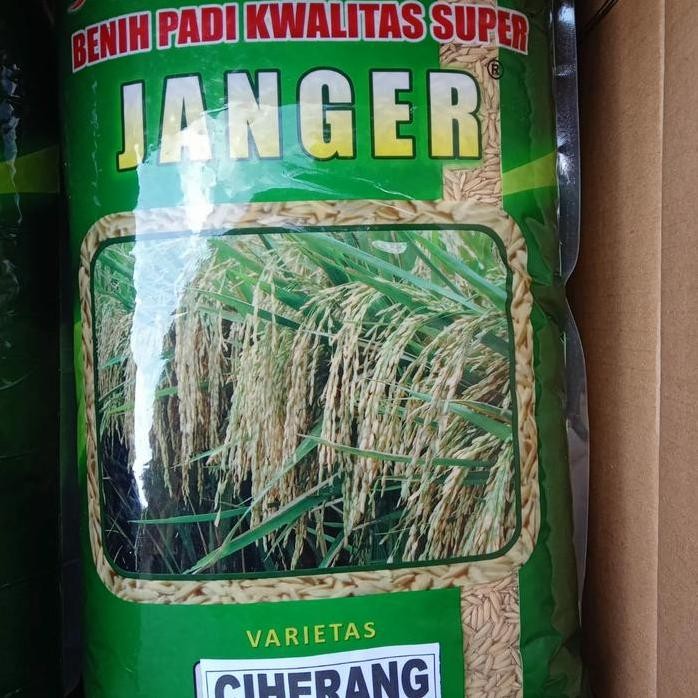 BENIH PADI KWALITAS SUPER
JANGER ®
VARIETAS
CIHERANG